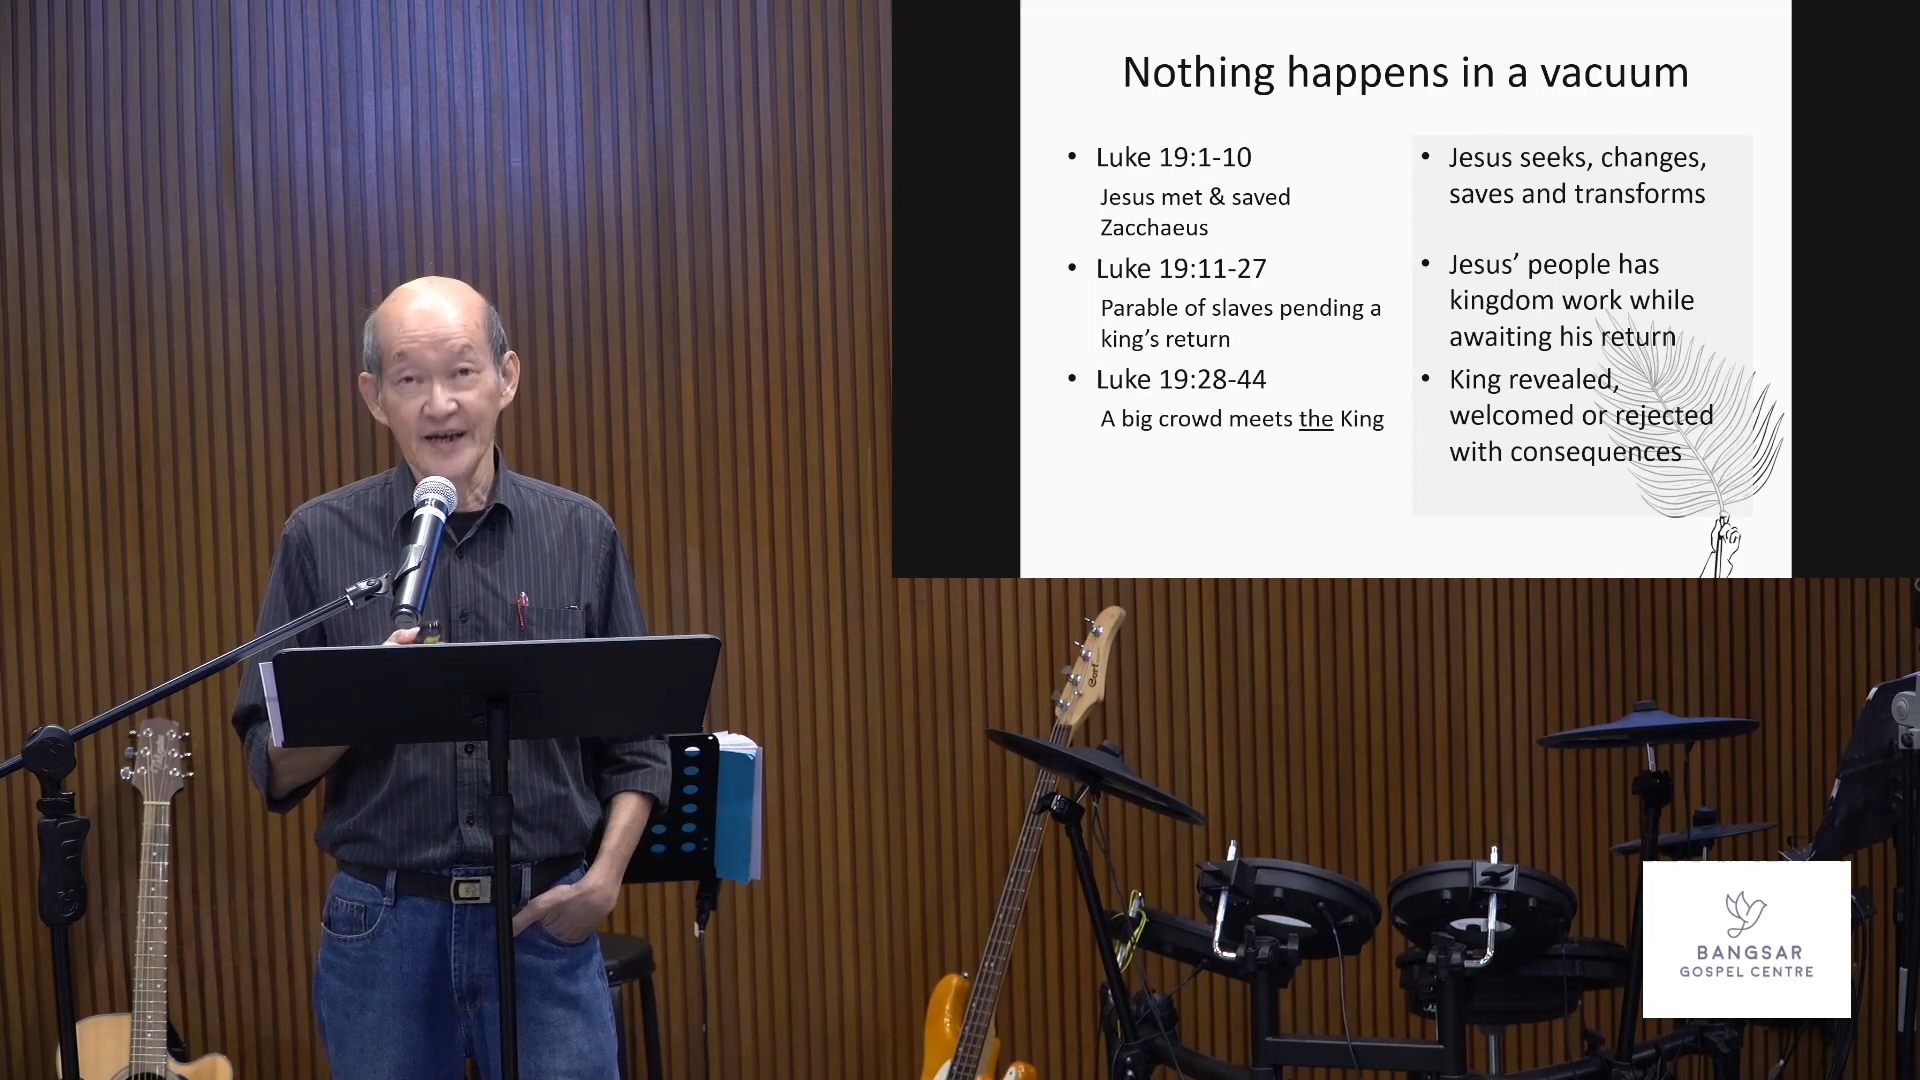 Nothing happens in a vacuum
• Luke 19:1-10
Jesus met & saved
Zacchaeus
• Luke 19:11-27
Parable of slaves pending a
king’s return
• Luke 19:28-44
A big crowd meets the King
• Jesus seeks, changes,
saves and transforms
• Jesus’ people has
kingdom work while
awaiting his return
• King revealed,
welcomed or rejected
with consequences
Cort
BANGSAR
GOSPEL CENTRE